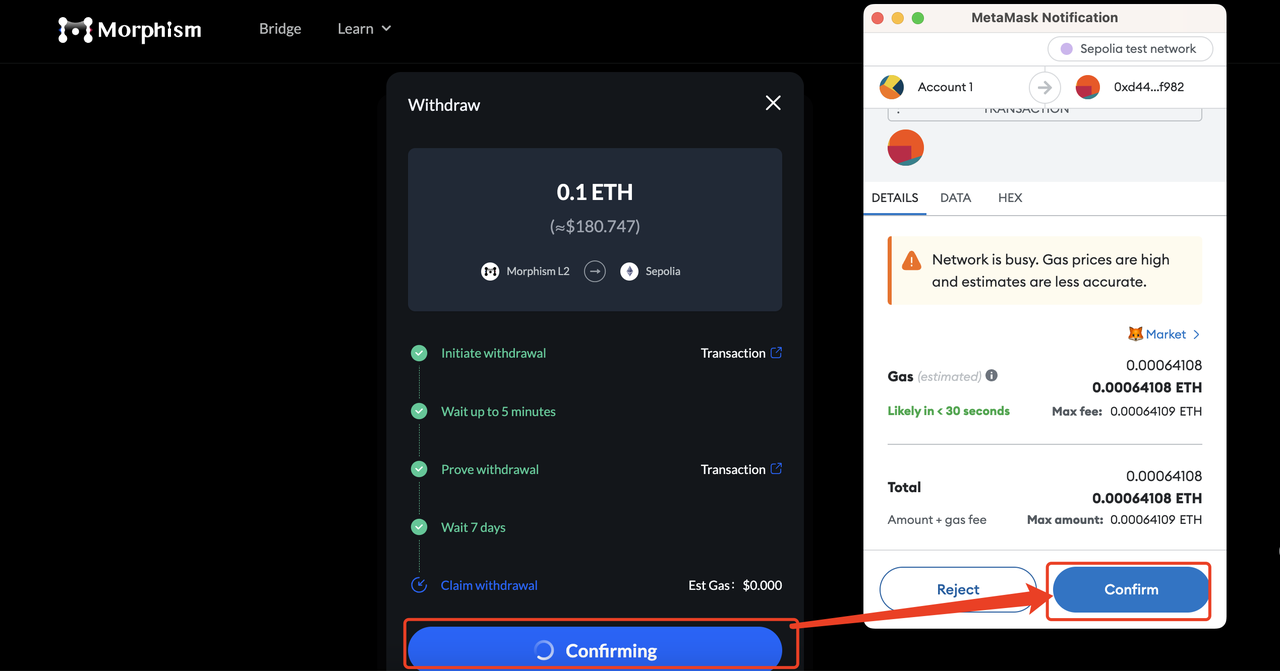 Morphism
Bridge
Learn
Withdraw
0.1 ETH
(≈$180.747)
Morphism L2
Sepolia
Initiate withdrawal
Transaction
Wait up to 5 minutes
Prove withdrawal
Transaction
Wait 7 days
Claim withdrawal
Est Gas： $0.000
Confirming
MetaMask Notification
Sepolia test network
Account 1
0xd44...f982
TRANSACTION
DETAILS
DATA
HEX
Network is busy. Gas prices are high
and estimates are less accurate.
Market
0.00064108
Gas (estimated)
0.00064108 ETH
Likely in < 30 seconds
Max fee: 0.00064109 ETH
0.00064108
Total
0.00064108 ETH
Amount + gas fee
Max amount: 0.00064109 ETH
Reject
Confirm